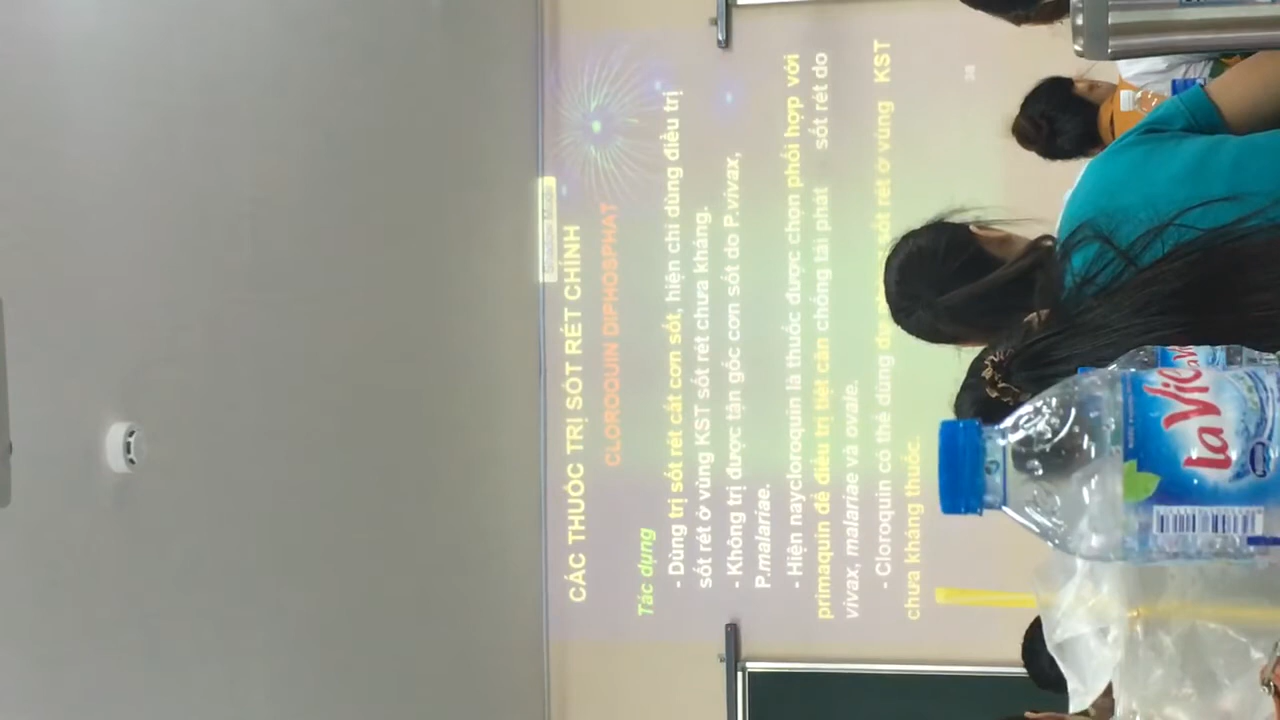 CÁC THUỐC TRỊ SỐT RÉT CHÍNH
CLOROQUIN DIPHOSPHAT
Tác dụng
- Dùng trị sốt rét cắt cơn sốt, hiện chỉ dùng điều trị
sốt rét ở vùng KST sốt rét chưa kháng.
- Không trị được tận gốc cơn sốt do P.vivax,
P.malariae.
- Hiện naycloroquin là thuốc được chọn phối hợp với
primaquin để điều trị tiệt căn chống tái phát sốt rét do
vivax, malariae và ovale.
- Cloroquin có thể dùng sốt rét ở vùng KST
chưa kháng thuốc.
38
La Vie